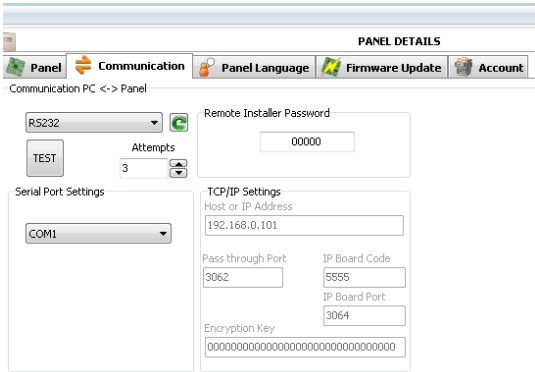 PANEL DETAILS
Panel Communication Panel Language Firmware Update Account
Communication PC <-> Panel
RS232
TEST
Attempts
3
Remote Installer Password
00000
Serial Port Settings
COM1
TCP/IP Settings
Host or IP Address
192.168.0.101
Pass through Port IP Board Code
3062 5555
IP Board Port
3064
Encryption Key
00000000000000000000000000000000